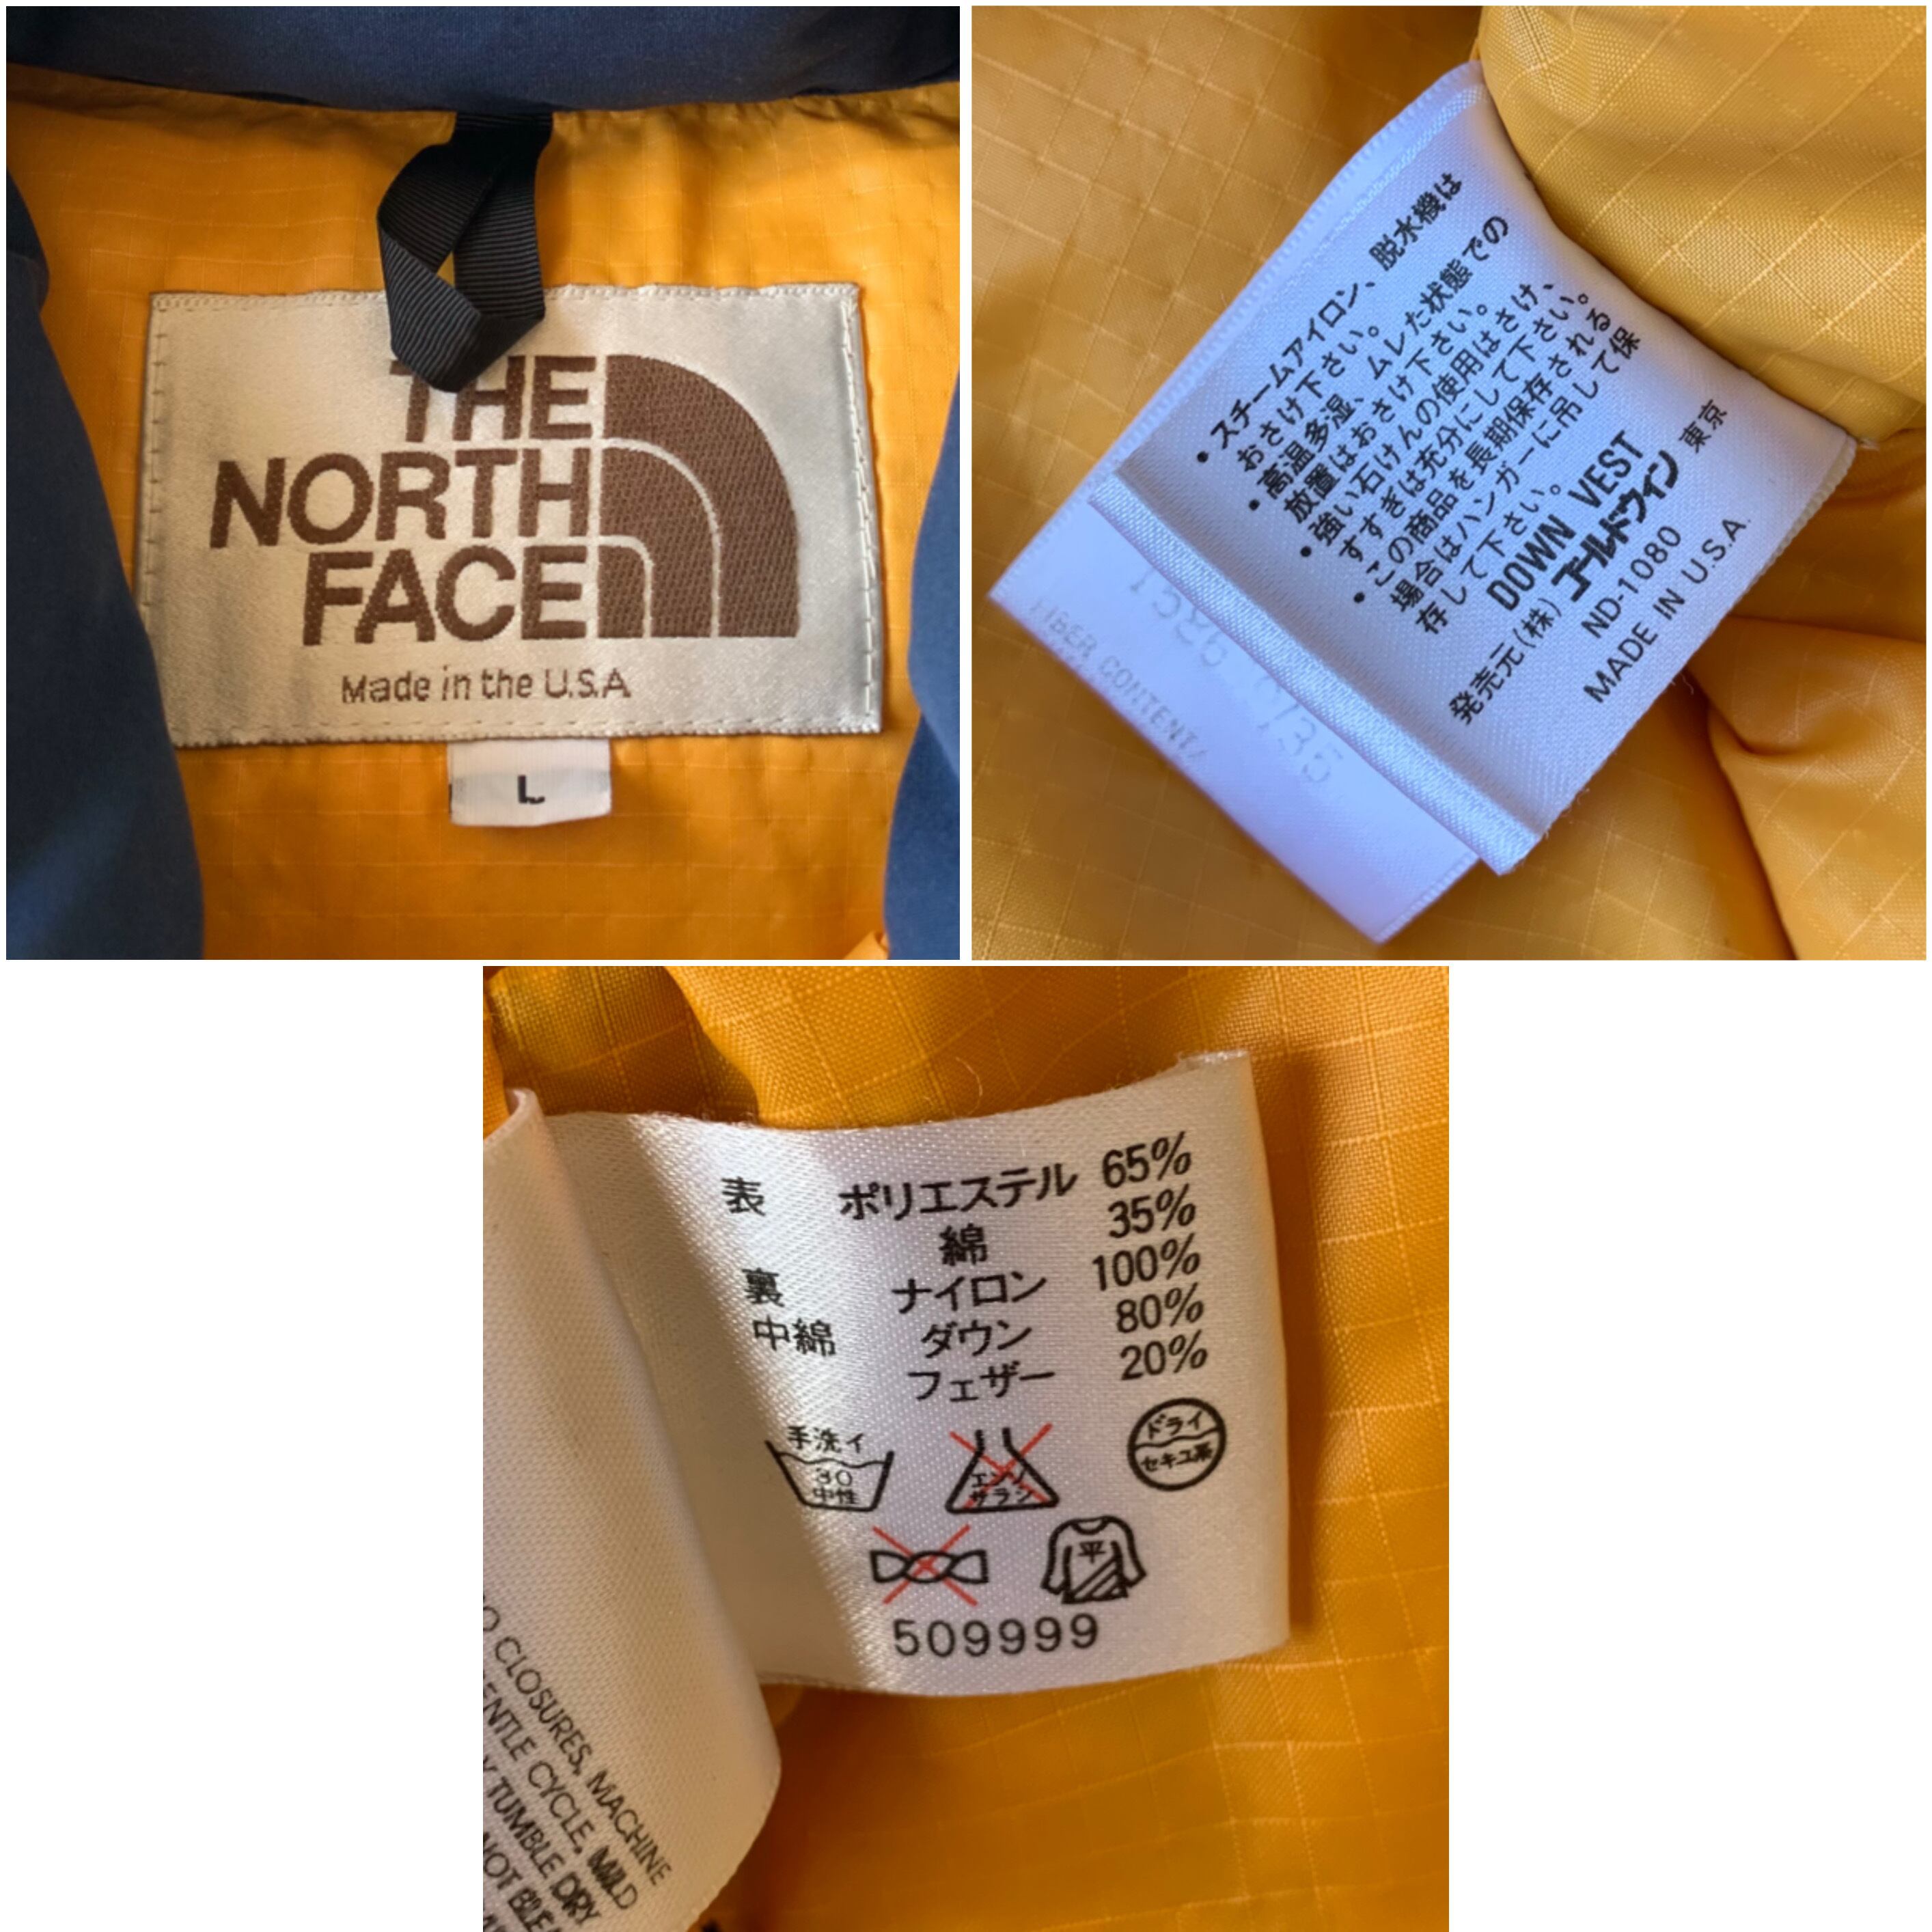 THE
NORTH
FACE
Made in the U.S.A.
L
• スチームアイロン、脱水機は
おさけ下さい。
• 高温多湿、ムレた状態での
放置はおさけ下さい。
• 強い石けんの使用はさけ、
すすぎは充分にして下さい。
• この商品を長期保存される
場合はハンガーに吊して保
存して下さい。
DOWN VEST
発売元(株)ゴールドウィン 東京
ND-1080
MADE IN U.S.A.
FIBER CONTENT
表 ポリエステル 65%
綿 35%
裏 ナイロン 100%
中綿 ダウン 80%
フェザー 20%
手洗イ
30
中性
エンソ
サラシ
ドライ
セキユ系
平
509999
CLOSURES, MACHINE
GENTLE CYCLE, MILD
TUMBLE DRY
NOT